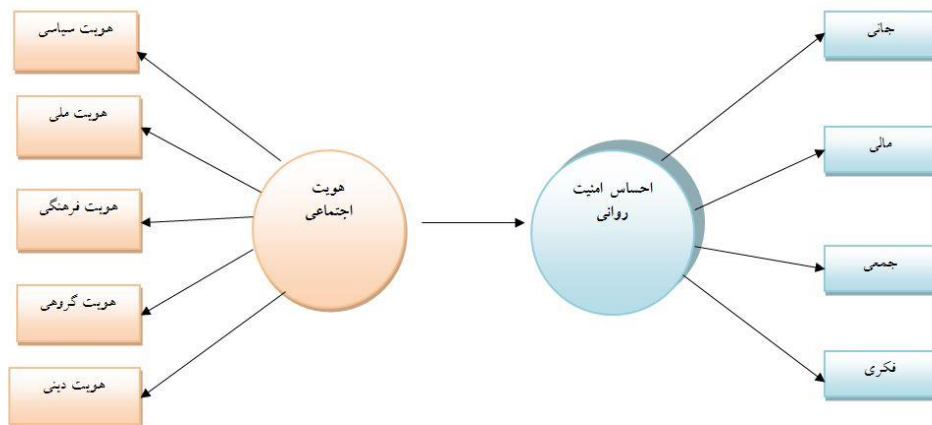 هویت سیاسی
هویت ملی
هویت فرهنگی
هویت گروهی
هویت دینی
هویت
اجتماعی
احساس امنیت
روانی
جانی
مالی
جمعی
فکری